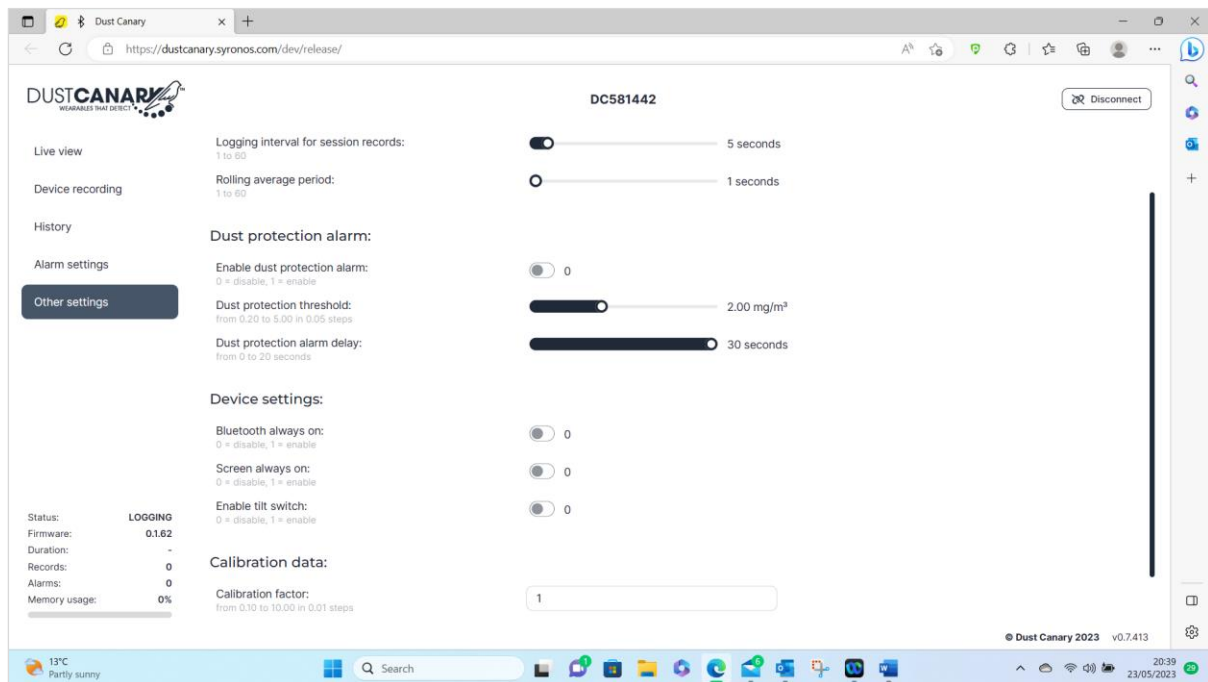 Dust Canary
https://dustcanary.syronos.com/dev/release/
DUSTCANARY™
WEARABLES THAT DETECT
DC581442
Disconnect
Live view
Device recording
History
Alarm settings
Other settings
Logging interval for session records:
1 to 60
5 seconds
Rolling average period:
1 to 60
1 seconds
Dust protection alarm:
Enable dust protection alarm:
0 = disable, 1 = enable
0
Dust protection threshold:
from 0.20 to 5.00 in 0.05 steps
2.00 mg/m³
Dust protection alarm delay:
from 0 to 20 seconds
30 seconds
Device settings:
Bluetooth always on:
0 = disable, 1 = enable
0
Screen always on:
0 = disable, 1 = enable
0
Enable tilt switch:
0 = disable, 1 = enable
0
Calibration data:
Calibration factor:
from 0.10 to 10.00 in 0.01 steps
1
Status: LOGGING
Firmware: 0.1.62
Duration: -
Records: 0
Alarms: 0
Memory usage: 0%
© Dust Canary 2023 v0.7.413
13°C
Partly sunny
Search
20:39
23/05/2023
29